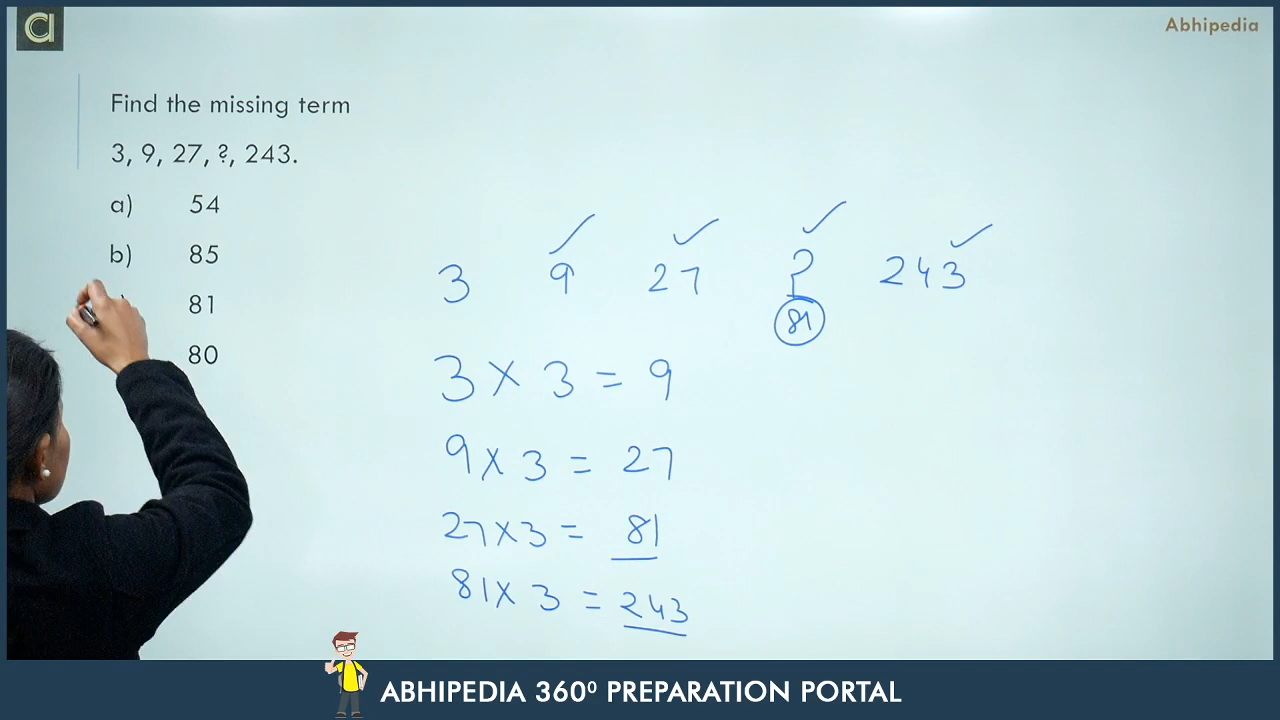 Abhipedia
Find the missing term
3, 9, 27, ?, 243.
a) 54
b) 85
81
80
3 9 27 ? 243
81
3 × 3 = 9
9 × 3 = 27
27 × 3 = 81
81 × 3 = 243
ABHIPEDIA 360⁰ PREPARATION PORTAL